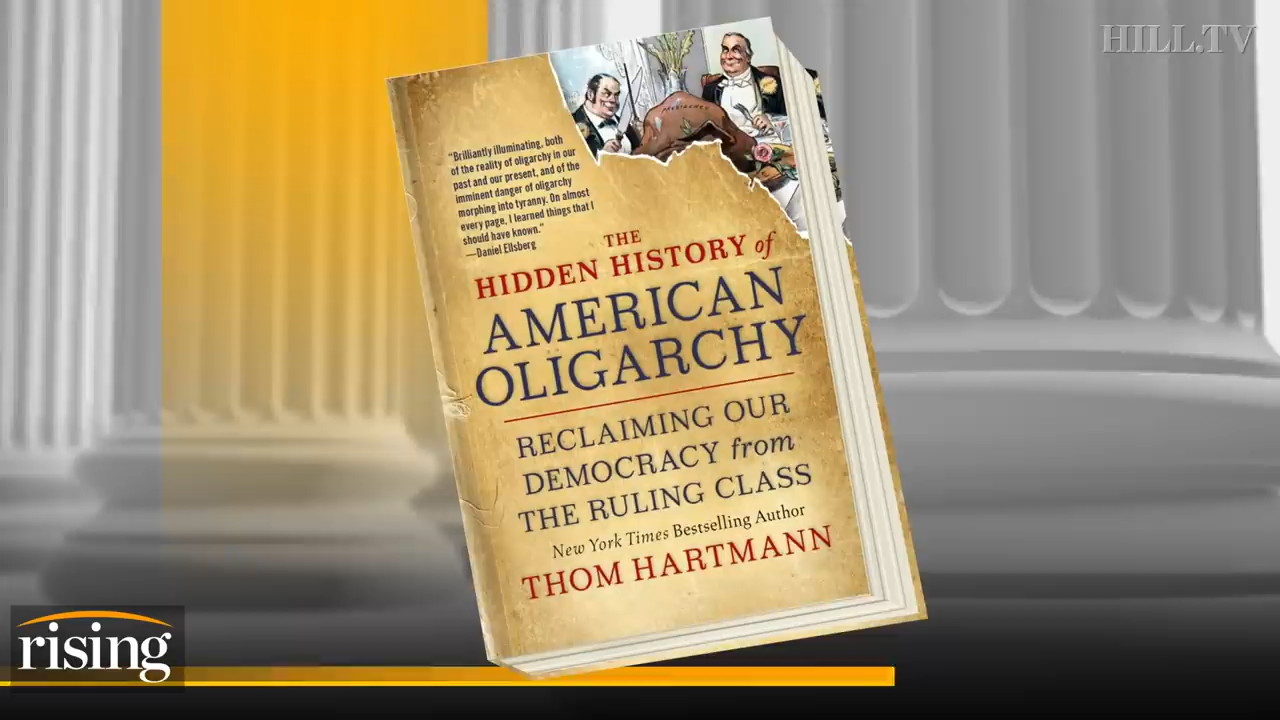 HILL.TV
"Brilliantly illuminating, both
of the reality of oligarchy in our
past and our present, and of the
imminent danger of oligarchy
morphing into tyranny. On almost
every page, I learned things that I
should have known."
—Daniel Ellsberg
THE
HIDDEN HISTORY of
AMERICAN
OLIGARCHY
RECLAIMING OUR
DEMOCRACY from
THE RULING CLASS
New York Times Bestselling Author
THOM HARTMANN
rising